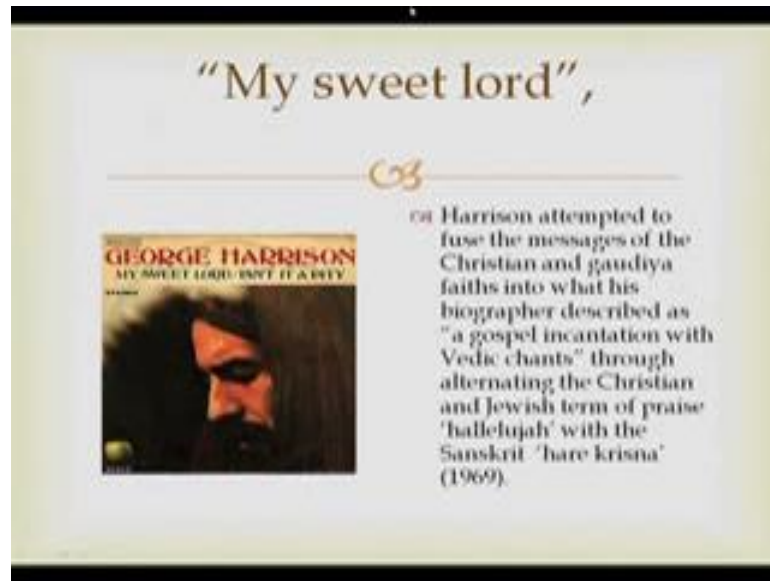 “My sweet lord”,
GEORGE HARRISON
MY SWEET LORD/ISN'T IT A PITY
STEREO
Harrison attempted to
fuse the messages of the
Christian and gaudiya
faiths into what his
biographer described as
“a gospel incantation with
Vedic chants” through
alternating the Christian
and Jewish term of praise
‘hallelujah’ with the
Sanskrit ‘hare krisna’
(1969).